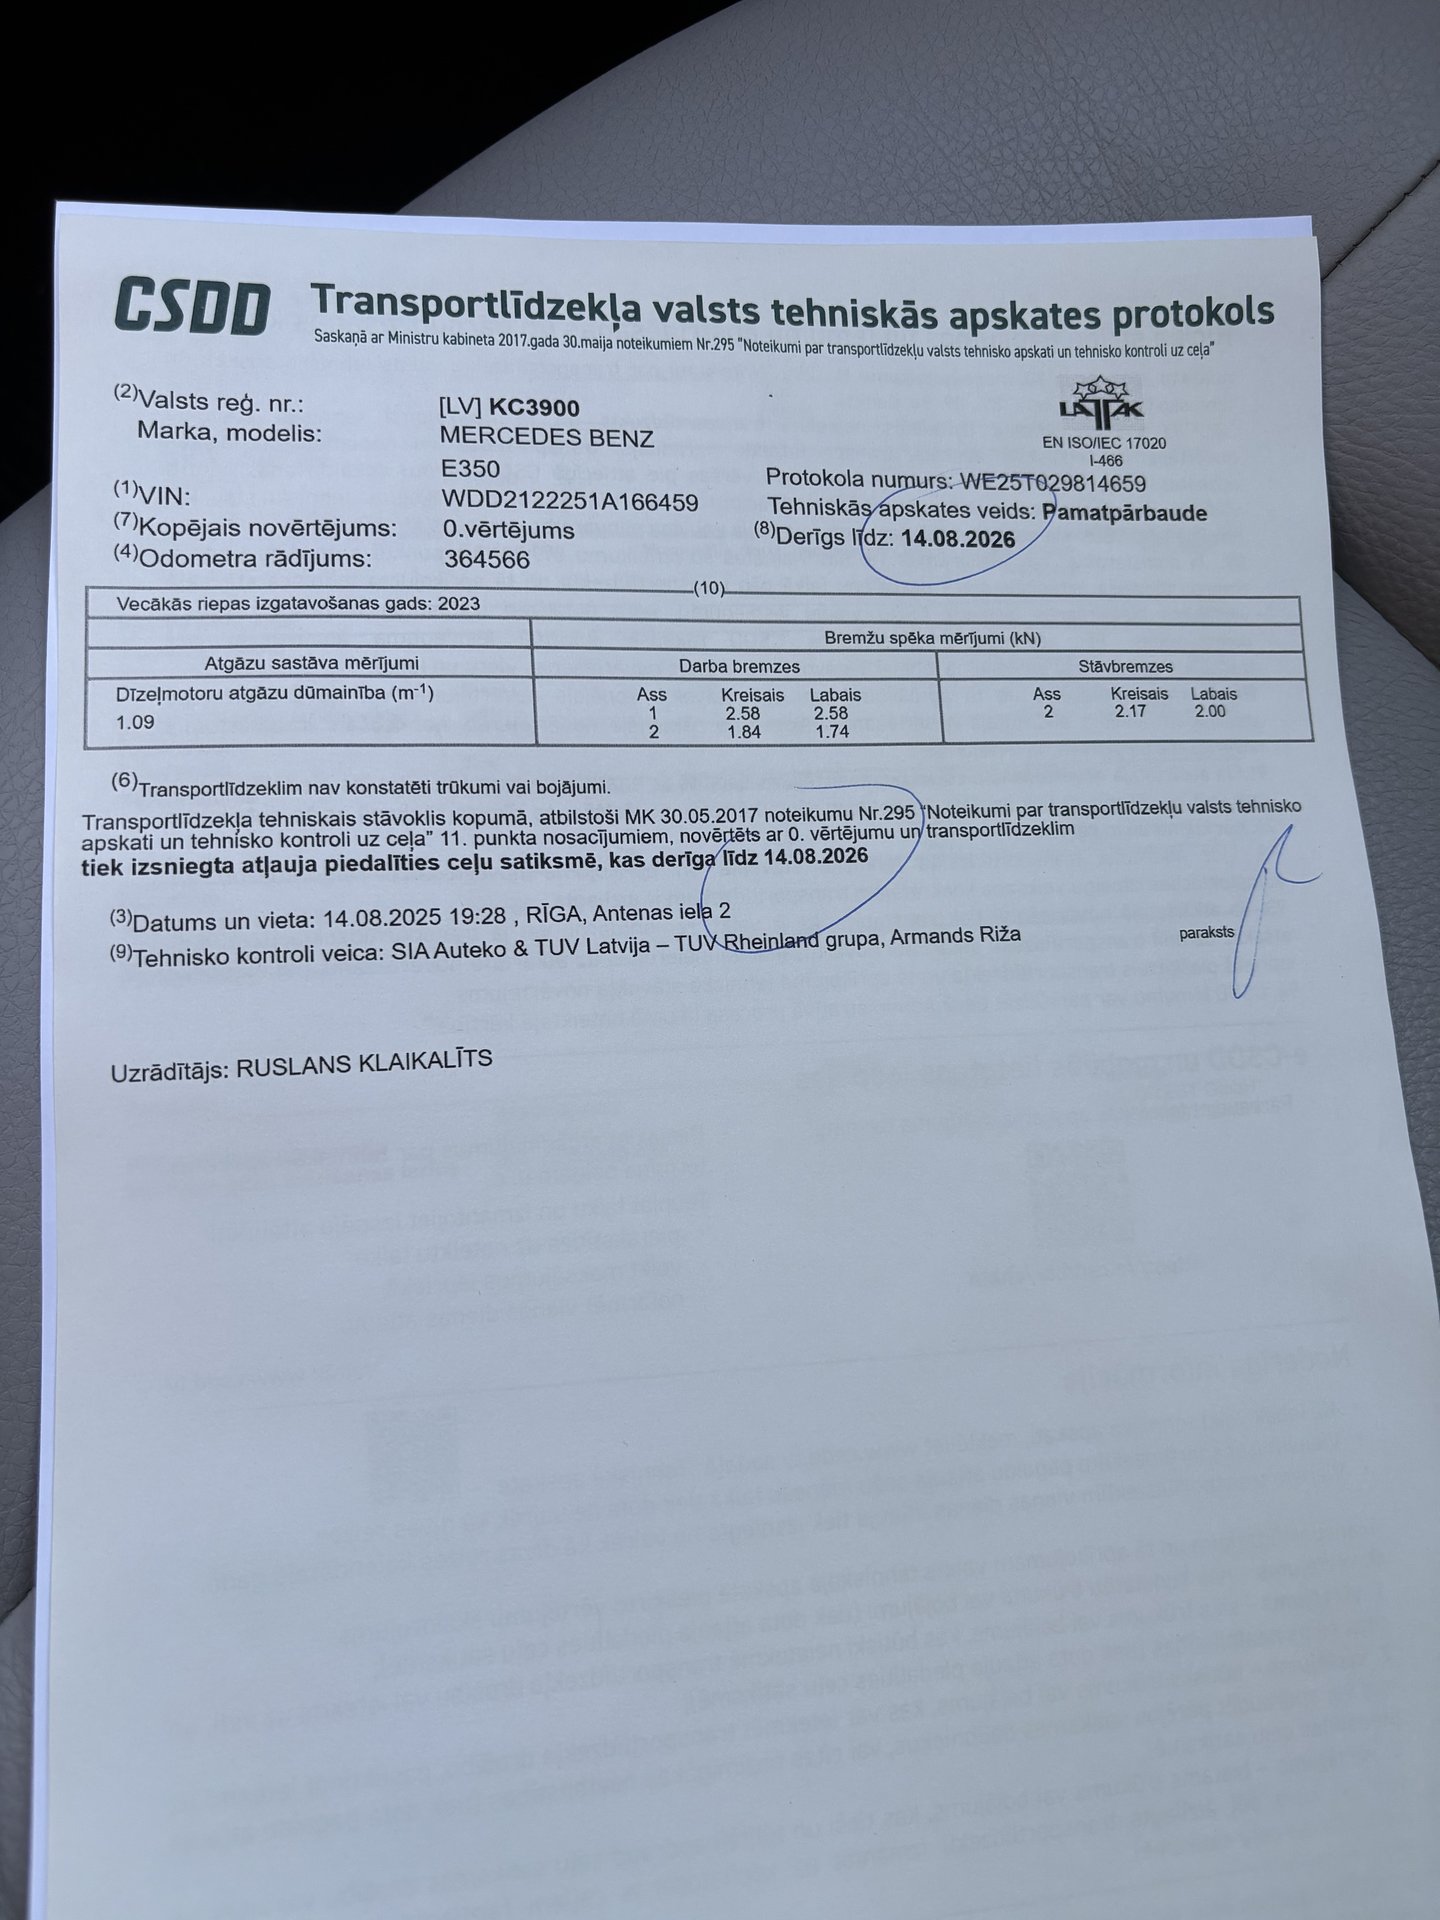 CSDD
Transportlīdzekļa valsts tehniskās apskates protokols
Saskaņā ar Ministru kabineta 2017.gada 30.maija noteikumiem Nr.295 "Noteikumi par transportlīdzekļu valsts tehnisko apskati un tehnisko kontroli uz ceļa"
(2)Valsts reģ. nr.: [LV] KC3900
Marka, modelis: MERCEDES BENZ
E350
LATAK
EN ISO/IEC 17020
I-466
(1)VIN: WDD2122251A166459
Protokola numurs: WE25T029814659
(7)Kopējais novērtējums: 0.vērtējums
Tehniskās apskates veids: Pamatpārbaude
(4)Odometra rādījums: 364566
(8)Derīgs līdz: 14.08.2026
(10)
Vecākās riepas izgatavošanas gads: 2023
Bremžu spēka mērījumi (kN)
Atgāzu sastāva mērījumi Darba bremzes Stāvbremzes
Dīzeļmotoru atgāzu dūmainība (m-1) Ass Kreisais Labais Ass Kreisais Labais
1.09 1 2.58 2.58 2 2.17 2.00
2 1.84 1.74
(6)Transportlīdzeklim nav konstatēti trūkumi vai bojājumi.
Transportlīdzekļa tehniskais stāvoklis kopumā, atbilstoši MK 30.05.2017 noteikumu Nr.295 "Noteikumi par transportlīdzekļu valsts tehnisko
apskati un tehnisko kontroli uz ceļa" 11. punkta nosacījumiem, novērtēts ar 0. vērtējumu un transportlīdzeklim
tiek izsniegta atļauja piedalīties ceļu satiksmē, kas derīga līdz 14.08.2026
(3)Datums un vieta: 14.08.2025 19:28 , RĪGA, Antenas iela 2
(9)Tehnisko kontroli veica: SIA Auteko & TUV Latvija – TUV Rheinland grupa, Armands Riža
paraksts
Uzrādītājs: RUSLANS KLAIKALĪTS